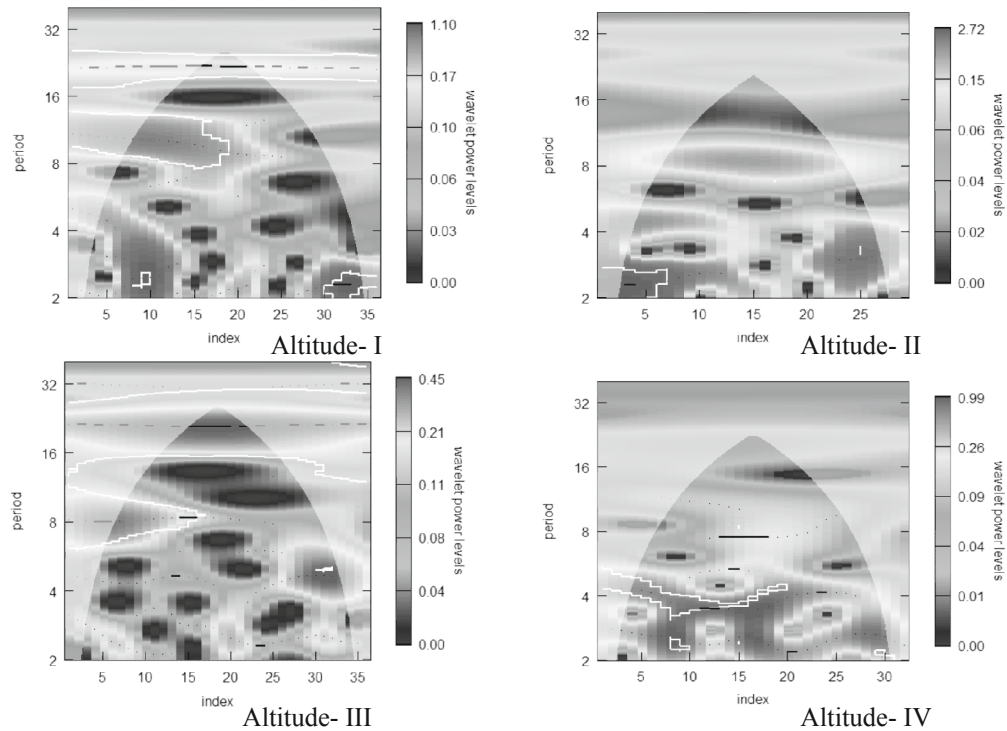 32
16
8
4
2
period
5 10 15 20 25 30 35
index
1.10
0.17
0.10
0.06
0.03
0.00
wavelet power levels
Altitude- I
32
16
8
4
2
period
5 10 15 20 25
index
2.72
0.15
0.06
0.04
0.02
0.00
wavelet power levels
Altitude- II
32
16
8
4
2
period
5 10 15 20 25 30 35
index
0.45
0.21
0.11
0.08
0.04
0.00
wavelet power levels
Altitude- III
32
16
8
4
2
period
5 10 15 20 25 30
index
0.99
0.26
0.09
0.04
0.01
0.00
wavelet power levels
Altitude- IV